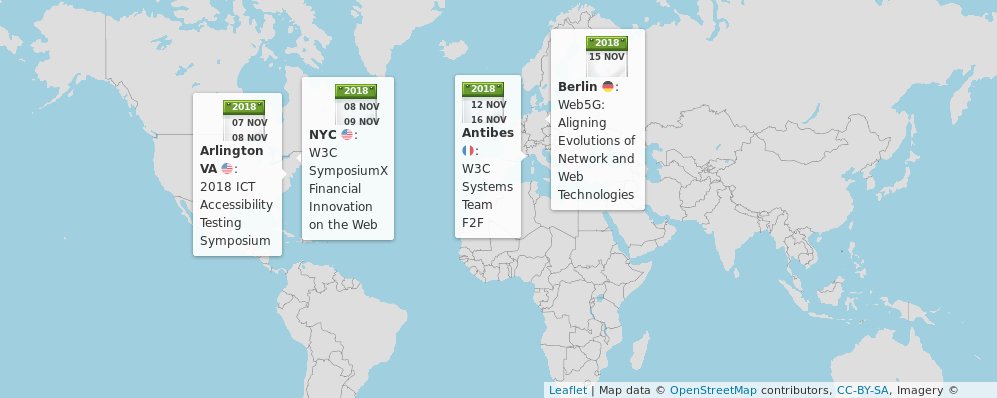 2018
07 NOV
08 NOV
Arlington
VA :
2018 ICT
Accessibility
Testing
Symposium
2018
08 NOV
09 NOV
NYC :
W3C
SymposiumX
Financial
Innovation
on the Web
2018
12 NOV
16 NOV
Antibes
:
W3C
Systems
Team
F2F
2018
15 NOV
Berlin :
Web5G:
Aligning
Evolutions of
Network and
Web
Technologies
Leaflet | Map data © OpenStreetMap contributors, CC-BY-SA, Imagery ©